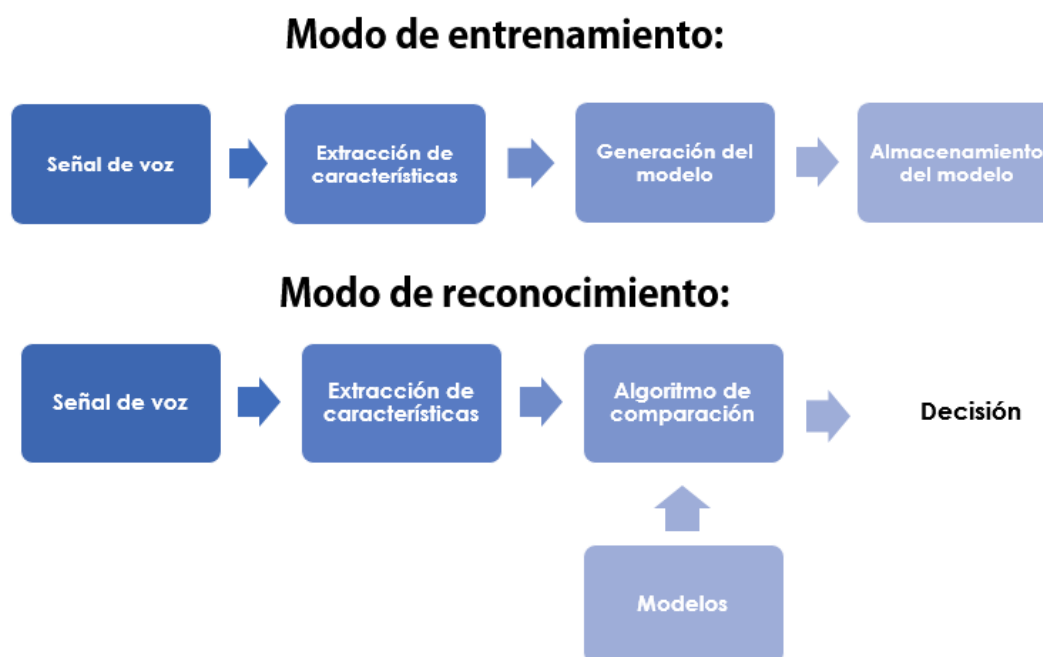 Modo de entrenamiento:
Señal de voz
Extracción de
características
Generación del
modelo
Almacenamiento
del modelo
Modo de reconocimiento:
Señal de voz
Extracción de
características
Algoritmo de
comparación
Decisión
Modelos